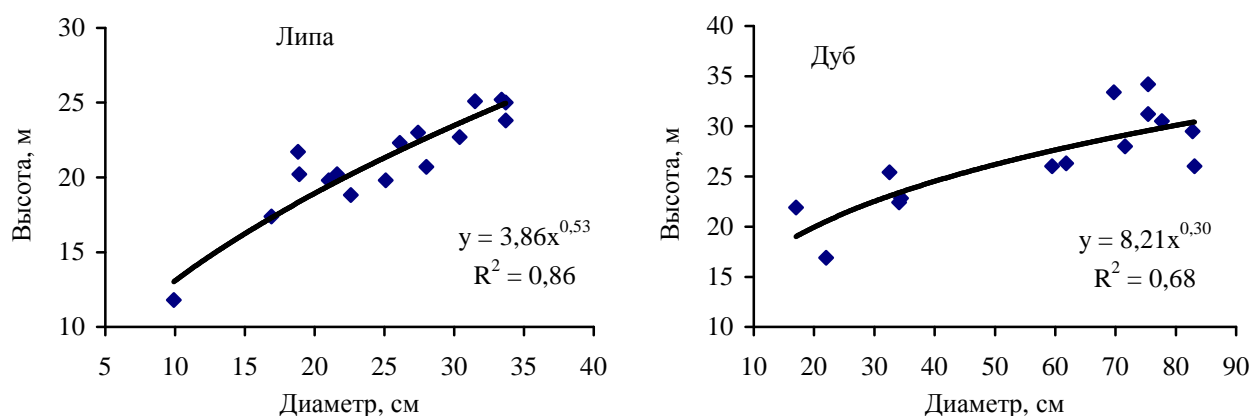 Липа
Высота, м
30
25
20
15
10
y = 3,86x^0,53
R^2 = 0,86
5 10 15 20 25 30 35 40
Диаметр, см
Дуб
Высота, м
40
35
30
25
20
15
10
y = 8,21x^0,30
R^2 = 0,68
10 20 30 40 50 60 70 80 90
Диаметр, см